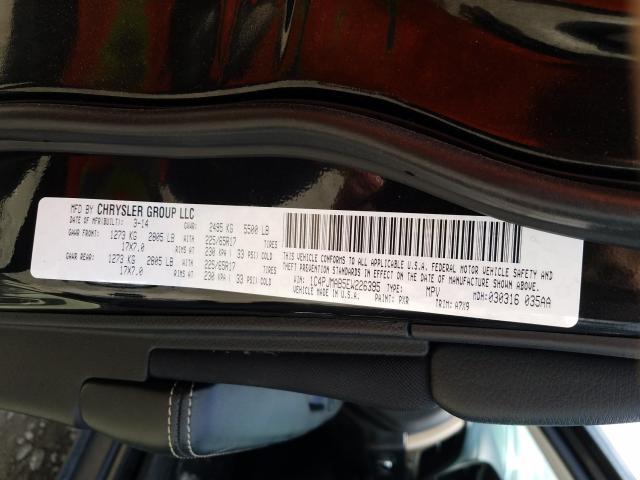 MFD BY CHRYSLER GROUP LLC
DATE OF MFR(BUILT): 3-14 GVWR: 2495 KG 5500 LB
GAWR FRONT: 1273 KG 2805 LB WITH 225/65R17 TIRES
17X7.0 RIMS AT 230 KPA( 33 PSI) COLD
GAWR REAR: 1273 KG 2805 LB WITH 225/65R17 TIRES
17X7.0 RIMS AT 230 KPA( 33 PSI) COLD
THIS VEHICLE CONFORMS TO ALL APPLICABLE U.S.A. FEDERAL MOTOR VEHICLE SAFETY AND
THEFT PREVENTION STANDARDS IN EFFECT ON THE DATE OF MANUFACTURE SHOWN ABOVE.
VIN: 1C4PJMAB5EW226385 TYPE: MPV MDH: 030316 035AA
VEHICLE MADE IN U.S.A. PAINT: PXR TRIM: A7X9